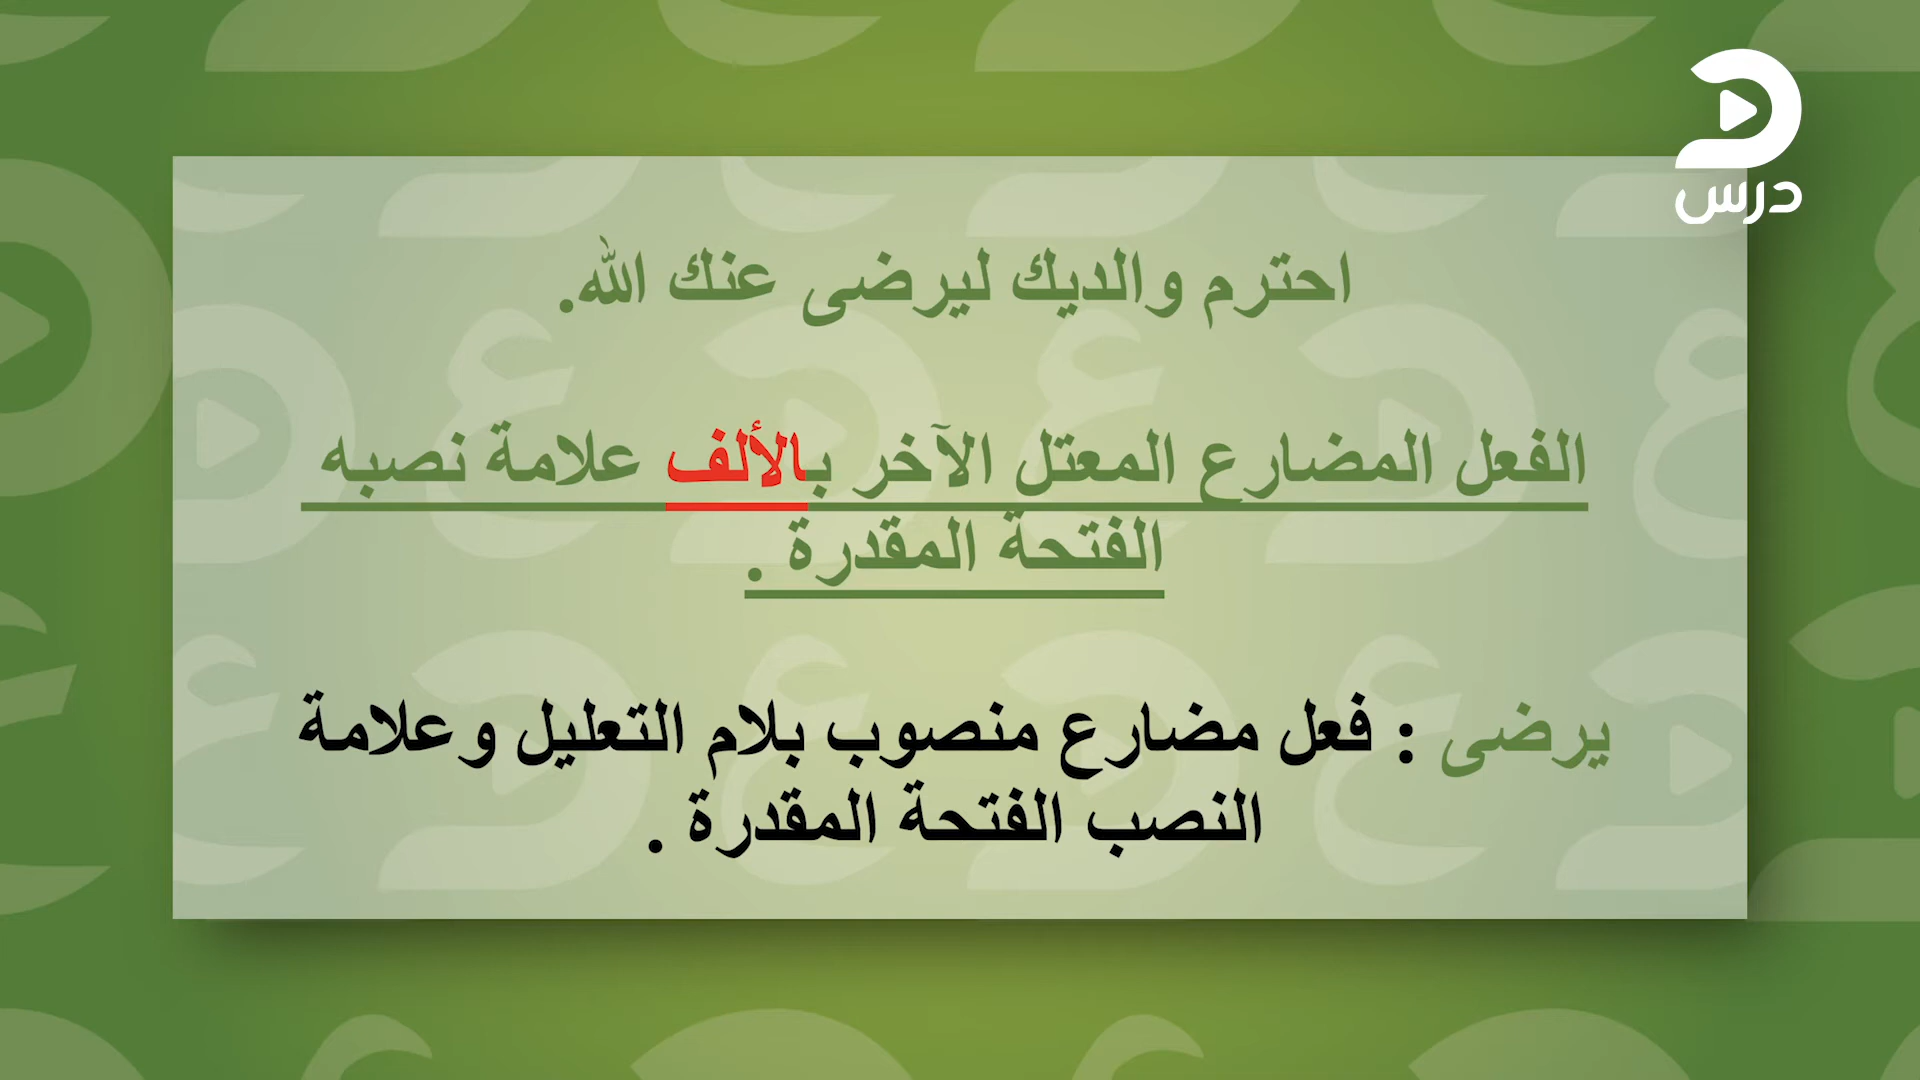 درس
احترم والديك ليرضى عنك الله.
الفعل المضارع المعتل الآخر بالألف علامة نصبه
الفتحة المقدرة .
يرضى : فعل مضارع منصوب بلام التعليل وعلامة
النصب الفتحة المقدرة .